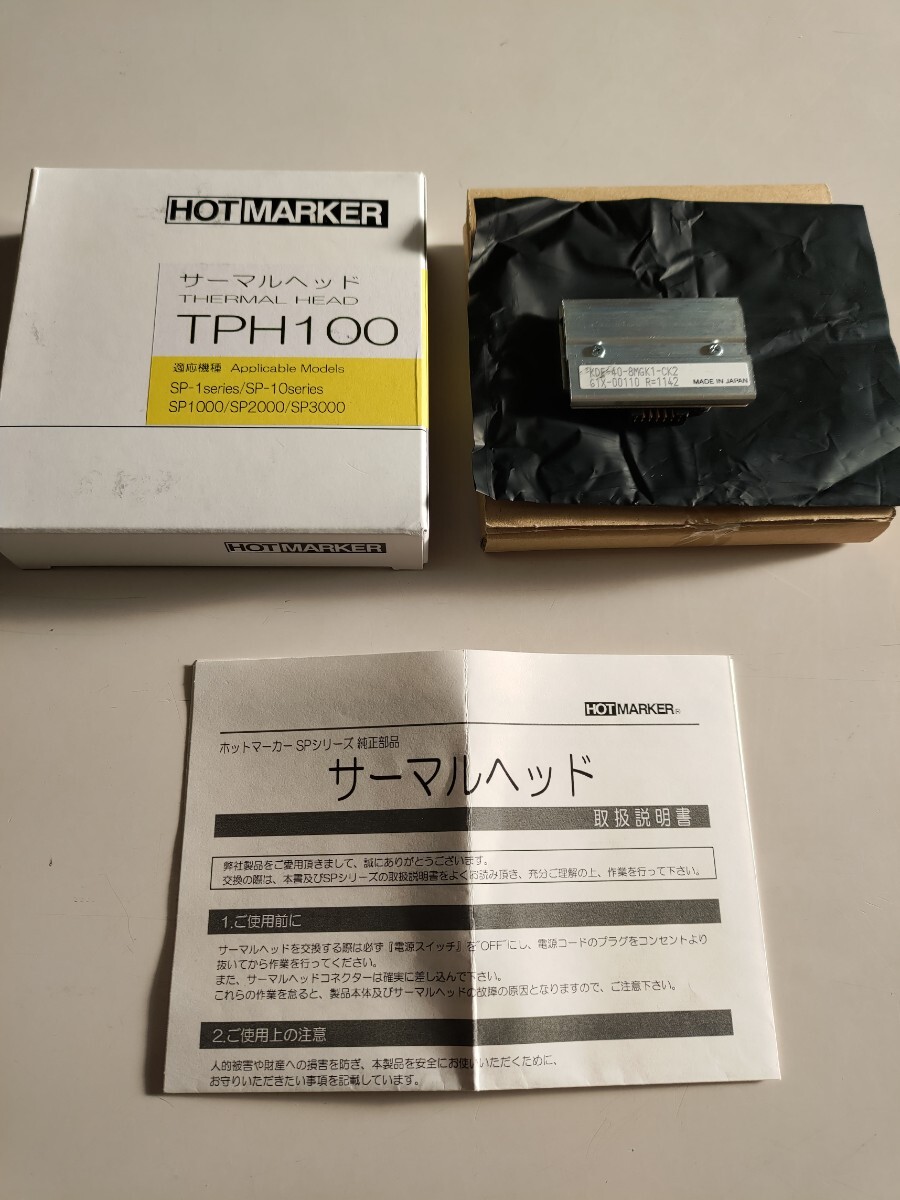 HOTMARKER
サーマルヘッド
THERMAL HEAD
TPH100
適応機種 Applicable Models
SP-1series/SP-10series
SP1000/SP2000/SP3000
HOTMARKER
KDE-40-8MGK1-CK2
G1X-00110 R=1142 MADE IN JAPAN
HOTMARKER®
ホットマーカー SPシリーズ 純正部品
サーマルヘッド
取扱説明書
弊社製品をご愛用頂きまして、誠にありがとうございます。
交換の際は、本書及びSPシリーズの取扱説明書をよくお読み頂き、充分ご理解の上、作業を行って下さい。
1.ご使用前に
サーマルヘッドを交換する際は必ず『電源スイッチ』を"OFF"にし、電源コードのプラグをコンセントより
抜いてから作業を行ってください。
また、サーマルヘッドコネクターは確実に差し込んで下さい。
これらの作業を怠ると、製品本体及びサーマルヘッドの故障の原因となりますので、ご注意下さい。
2.ご使用上の注意
人的被害や財産への損害を防ぎ、本製品を安全にお使いいただくために、
お守りいただきたい事項を記載しています。